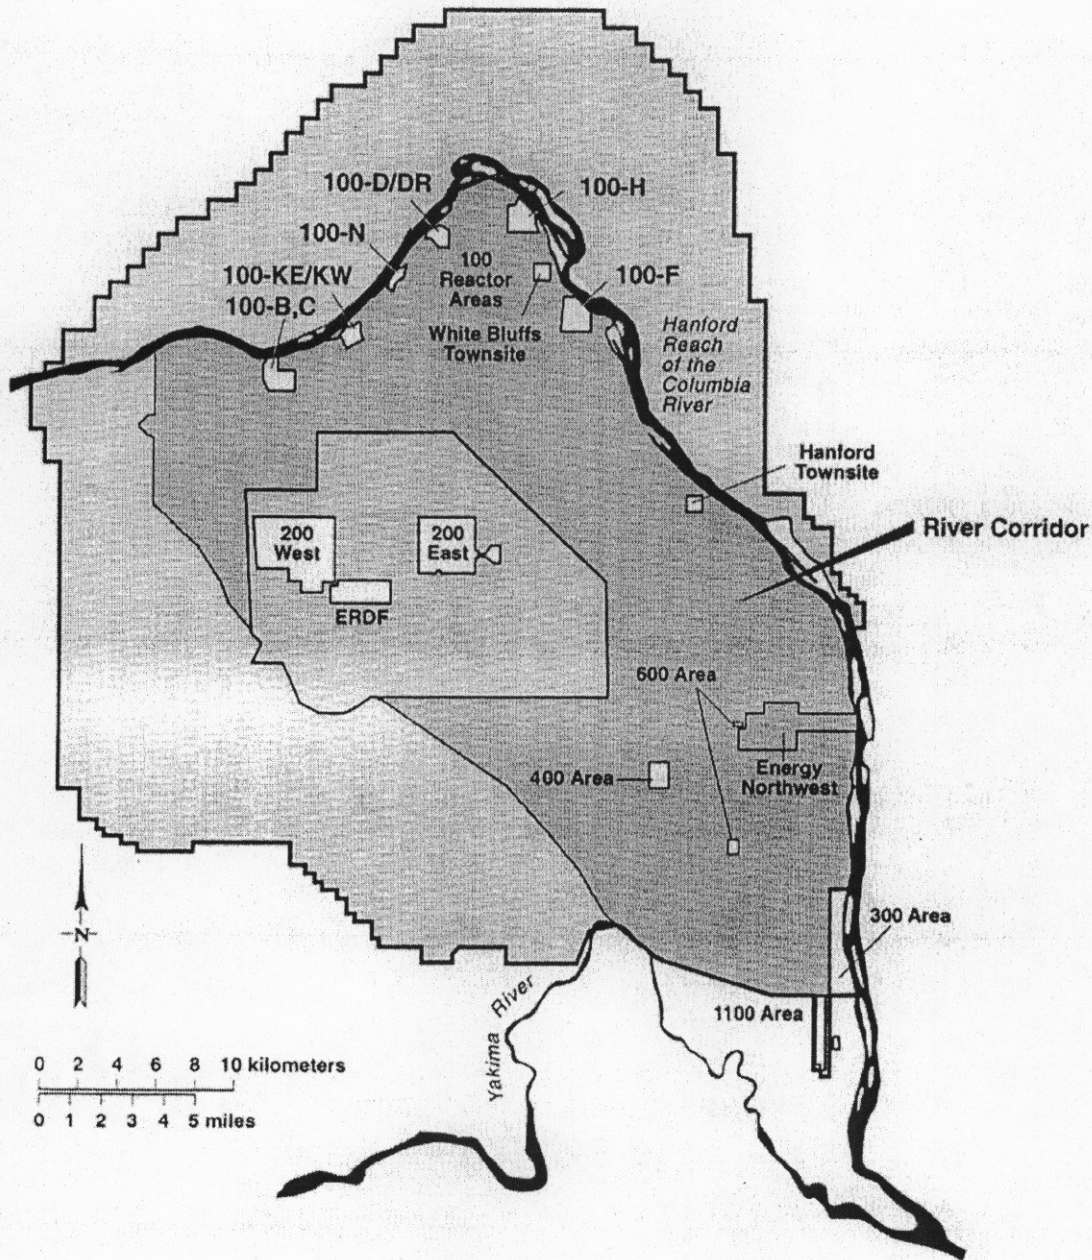 100-D/DR
100-H
100-N
100-KE/KW
100-B,C
100
Reactor
Areas
100-F
White Bluffs
Townsite
Hanford
Reach
of the
Columbia
River
Hanford
Townsite
River Corridor
200
West
200
East
ERDF
600 Area
400 Area
Energy
Northwest
300 Area
N
River
Yakima
1100 Area
0 2 4 6 8 10 kilometers
0 1 2 3 4 5 miles